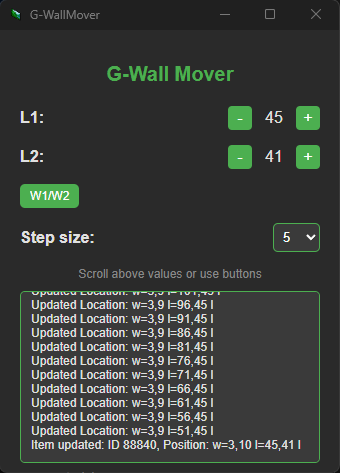 G-WallMover
G-Wall Mover
L1: - 45 +
L2: - 41 +
W1/W2
Step size: 5
Scroll above values or use buttons
Updated Location: w=3,9 l=101,45 l
Updated Location: w=3,9 l=96,45 l
Updated Location: w=3,9 l=91,45 l
Updated Location: w=3,9 l=86,45 l
Updated Location: w=3,9 l=81,45 l
Updated Location: w=3,9 l=76,45 l
Updated Location: w=3,9 l=71,45 l
Updated Location: w=3,9 l=66,45 l
Updated Location: w=3,9 l=61,45 l
Updated Location: w=3,9 l=56,45 l
Updated Location: w=3,9 l=51,45 l
Item updated: ID 88840, Position: w=3,10 l=45,41 l